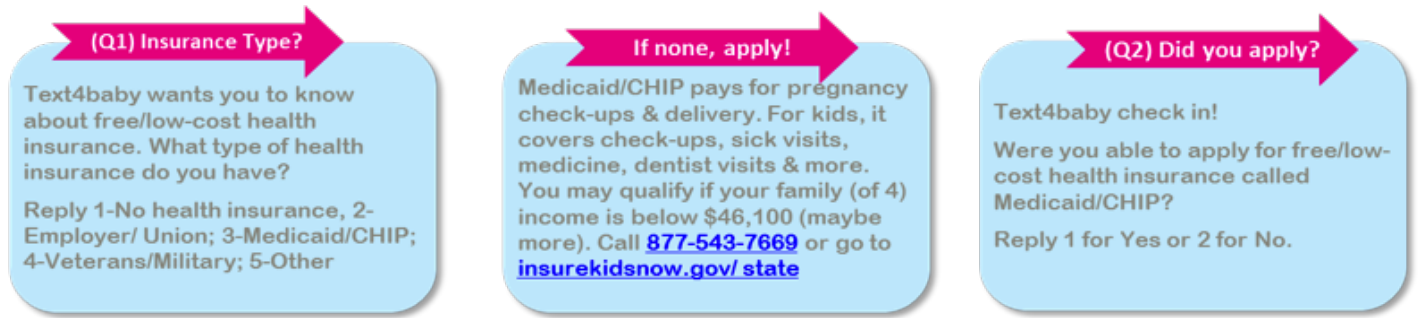 (Q1) Insurance Type?
Text4baby wants you to know
about free/low-cost health
insurance. What type of health
insurance do you have?
Reply 1-No health insurance, 2-
Employer/ Union; 3-Medicaid/CHIP;
4-Veterans/Military; 5-Other
If none, apply!
Medicaid/CHIP pays for pregnancy
check-ups & delivery. For kids, it
covers check-ups, sick visits,
medicine, dentist visits & more.
You may qualify if your family (of 4)
income is below $46,100 (maybe
more). Call 877-543-7669 or go to
insurekidsnow.gov/ state
(Q2) Did you apply?
Text4baby check in!
Were you able to apply for free/low-
cost health insurance called
Medicaid/CHIP?
Reply 1 for Yes or 2 for No.